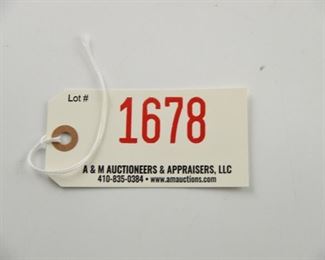 Lot #
1678
A & M AUCTIONEERS & APPRAISERS, LLC
410-835-0384 • www.amauctions.com